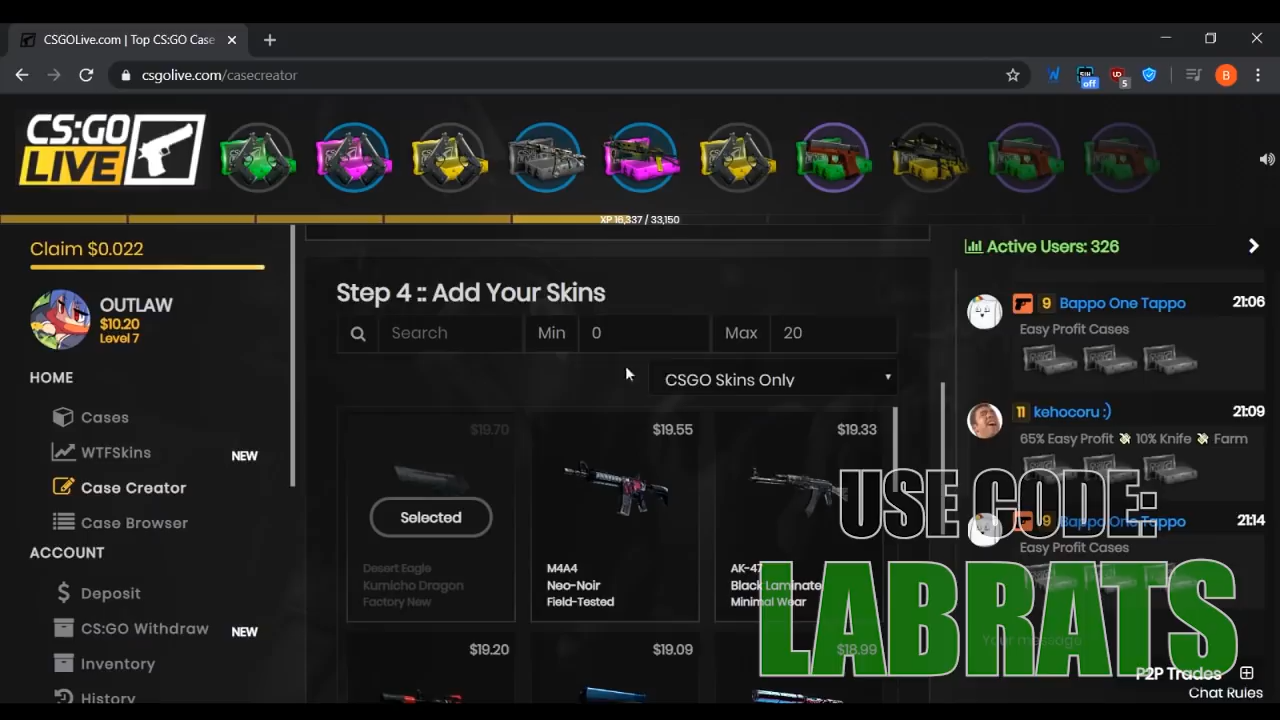 CSGOLive.com | Top CS:GO Case
csgolive.com/casecreator
off
5
B
CS:GO
LIVE
XP 16,337 / 33,150
Claim $0.022
OUTLAW
$10.20
Level 7
HOME
Cases
WTFSkins NEW
Case Creator
Case Browser
ACCOUNT
Deposit
CS:GO Withdraw NEW
Inventory
History
Step 4 :: Add Your Skins
Search Min 0 Max 20
CSGO Skins Only
$19.70
Selected
Desert Eagle
Kumicho Dragon
Factory New
$19.55
M4A4
Neo-Noir
Field-Tested
$19.33
AK-47
Black Laminate
Minimal Wear
$19.20
$19.09
$18.99
Active Users: 326
9 Bappo One Tappo 21:06
Easy Profit Cases
11 kehocoru :) 21:09
65% Easy Profit 10% Knife Farm
9 Bappo One Tappo 21:14
Easy Profit Cases
Your message
P2P Trades
Chat Rules
USE CODE:
LABRATS